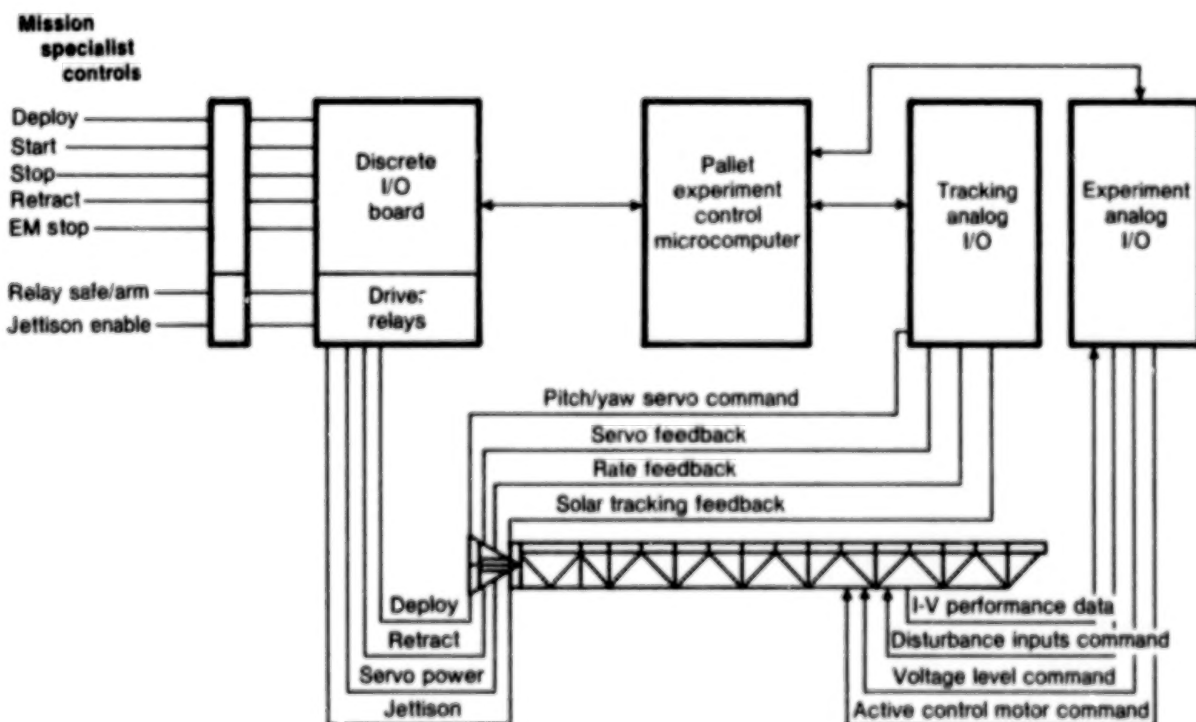 Mission
specialist
controls
Deploy
Start
Stop
Retract
EM stop
Relay safe/arm
Jettison enable
Discrete
I/O
board
Driver
relays
Pallet
experiment
control
microcomputer
Tracking
analog
I/O
Experiment
analog
I/O
Pitch/yaw servo command
Servo feedback
Rate feedback
Solar tracking feedback
Deploy
Retract
Servo power
Jettison
I-V performance data
Disturbance inputs command
Voltage level command
Active control motor command